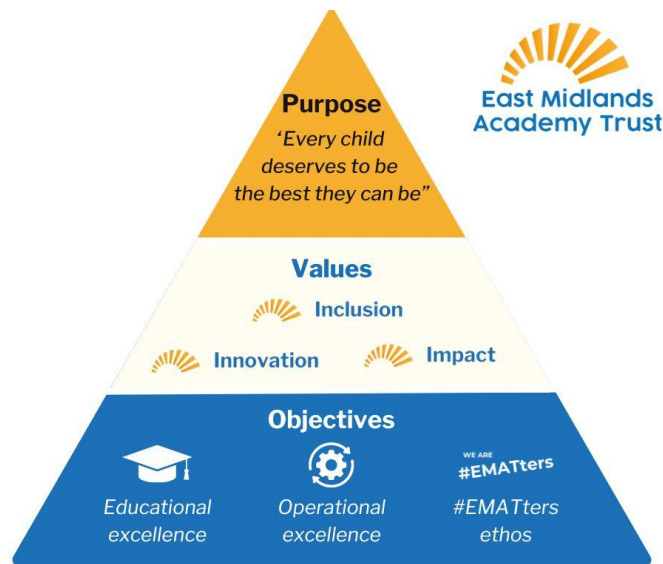 East Midlands
Academy Trust
Purpose
‘Every child
deserves to be
the best they can be”
Values
Inclusion
Innovation
Impact
Objectives
WE ARE
#EMATters
Educational
excellence
Operational
excellence
#EMATters
ethos